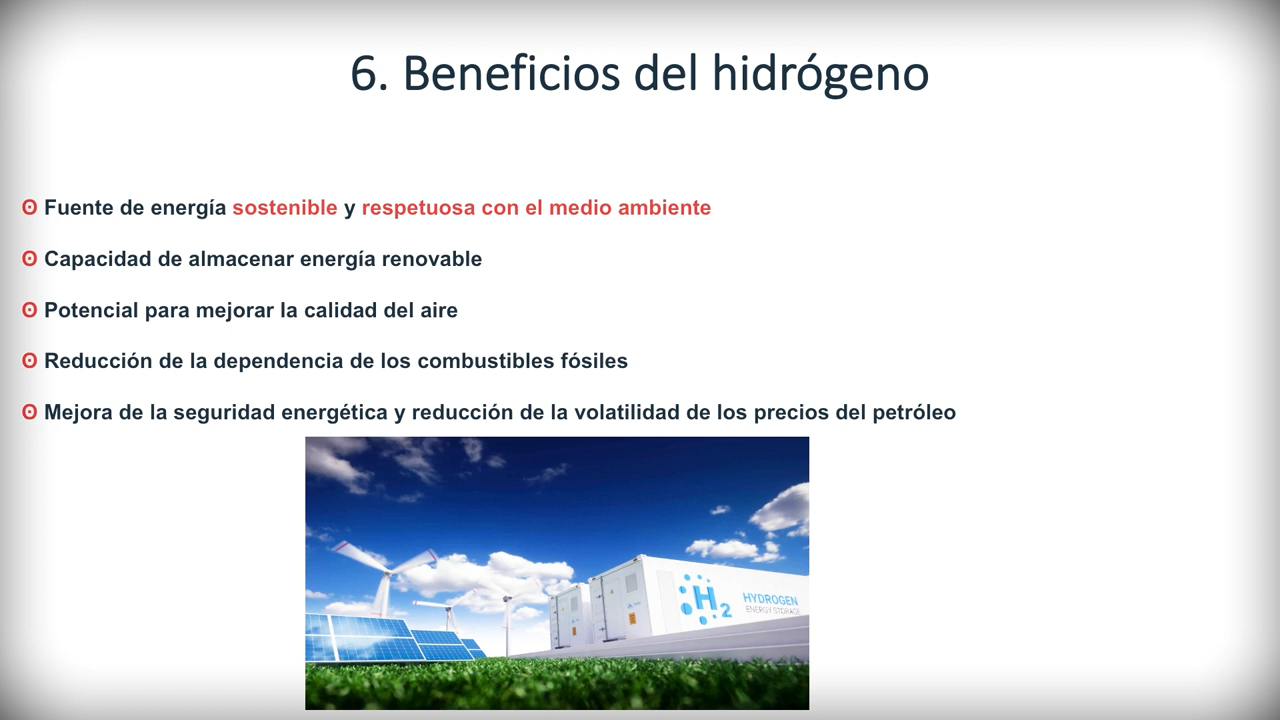 6. Beneficios del hidrógeno
ʘ Fuente de energía sostenible y respetuosa con el medio ambiente
ʘ Capacidad de almacenar energía renovable
ʘ Potencial para mejorar la calidad del aire
ʘ Reducción de la dependencia de los combustibles fósiles
ʘ Mejora de la seguridad energética y reducción de la volatilidad de los precios del petróleo
H2
HYDROGEN
ENERGY STORAGE